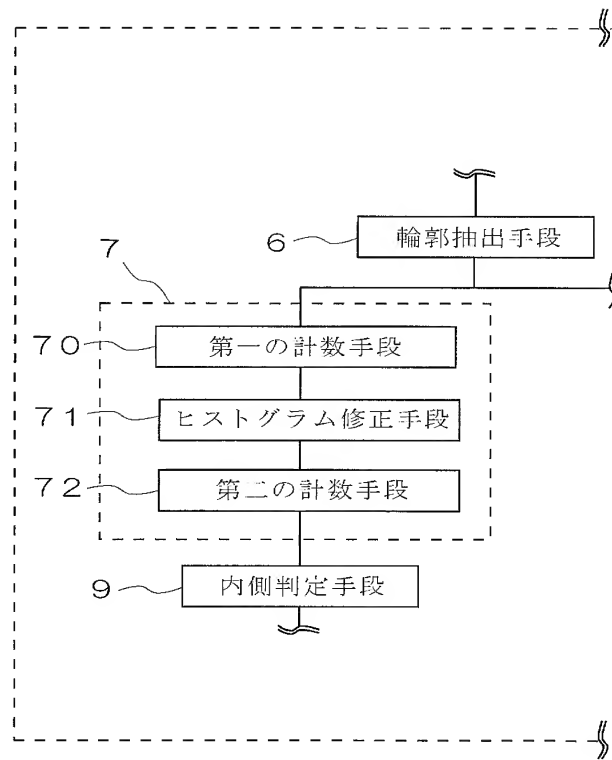 6 輪郭抽出手段
7
70 第一の計数手段
71 ヒストグラム修正手段
72 第二の計数手段
9 内側判定手段